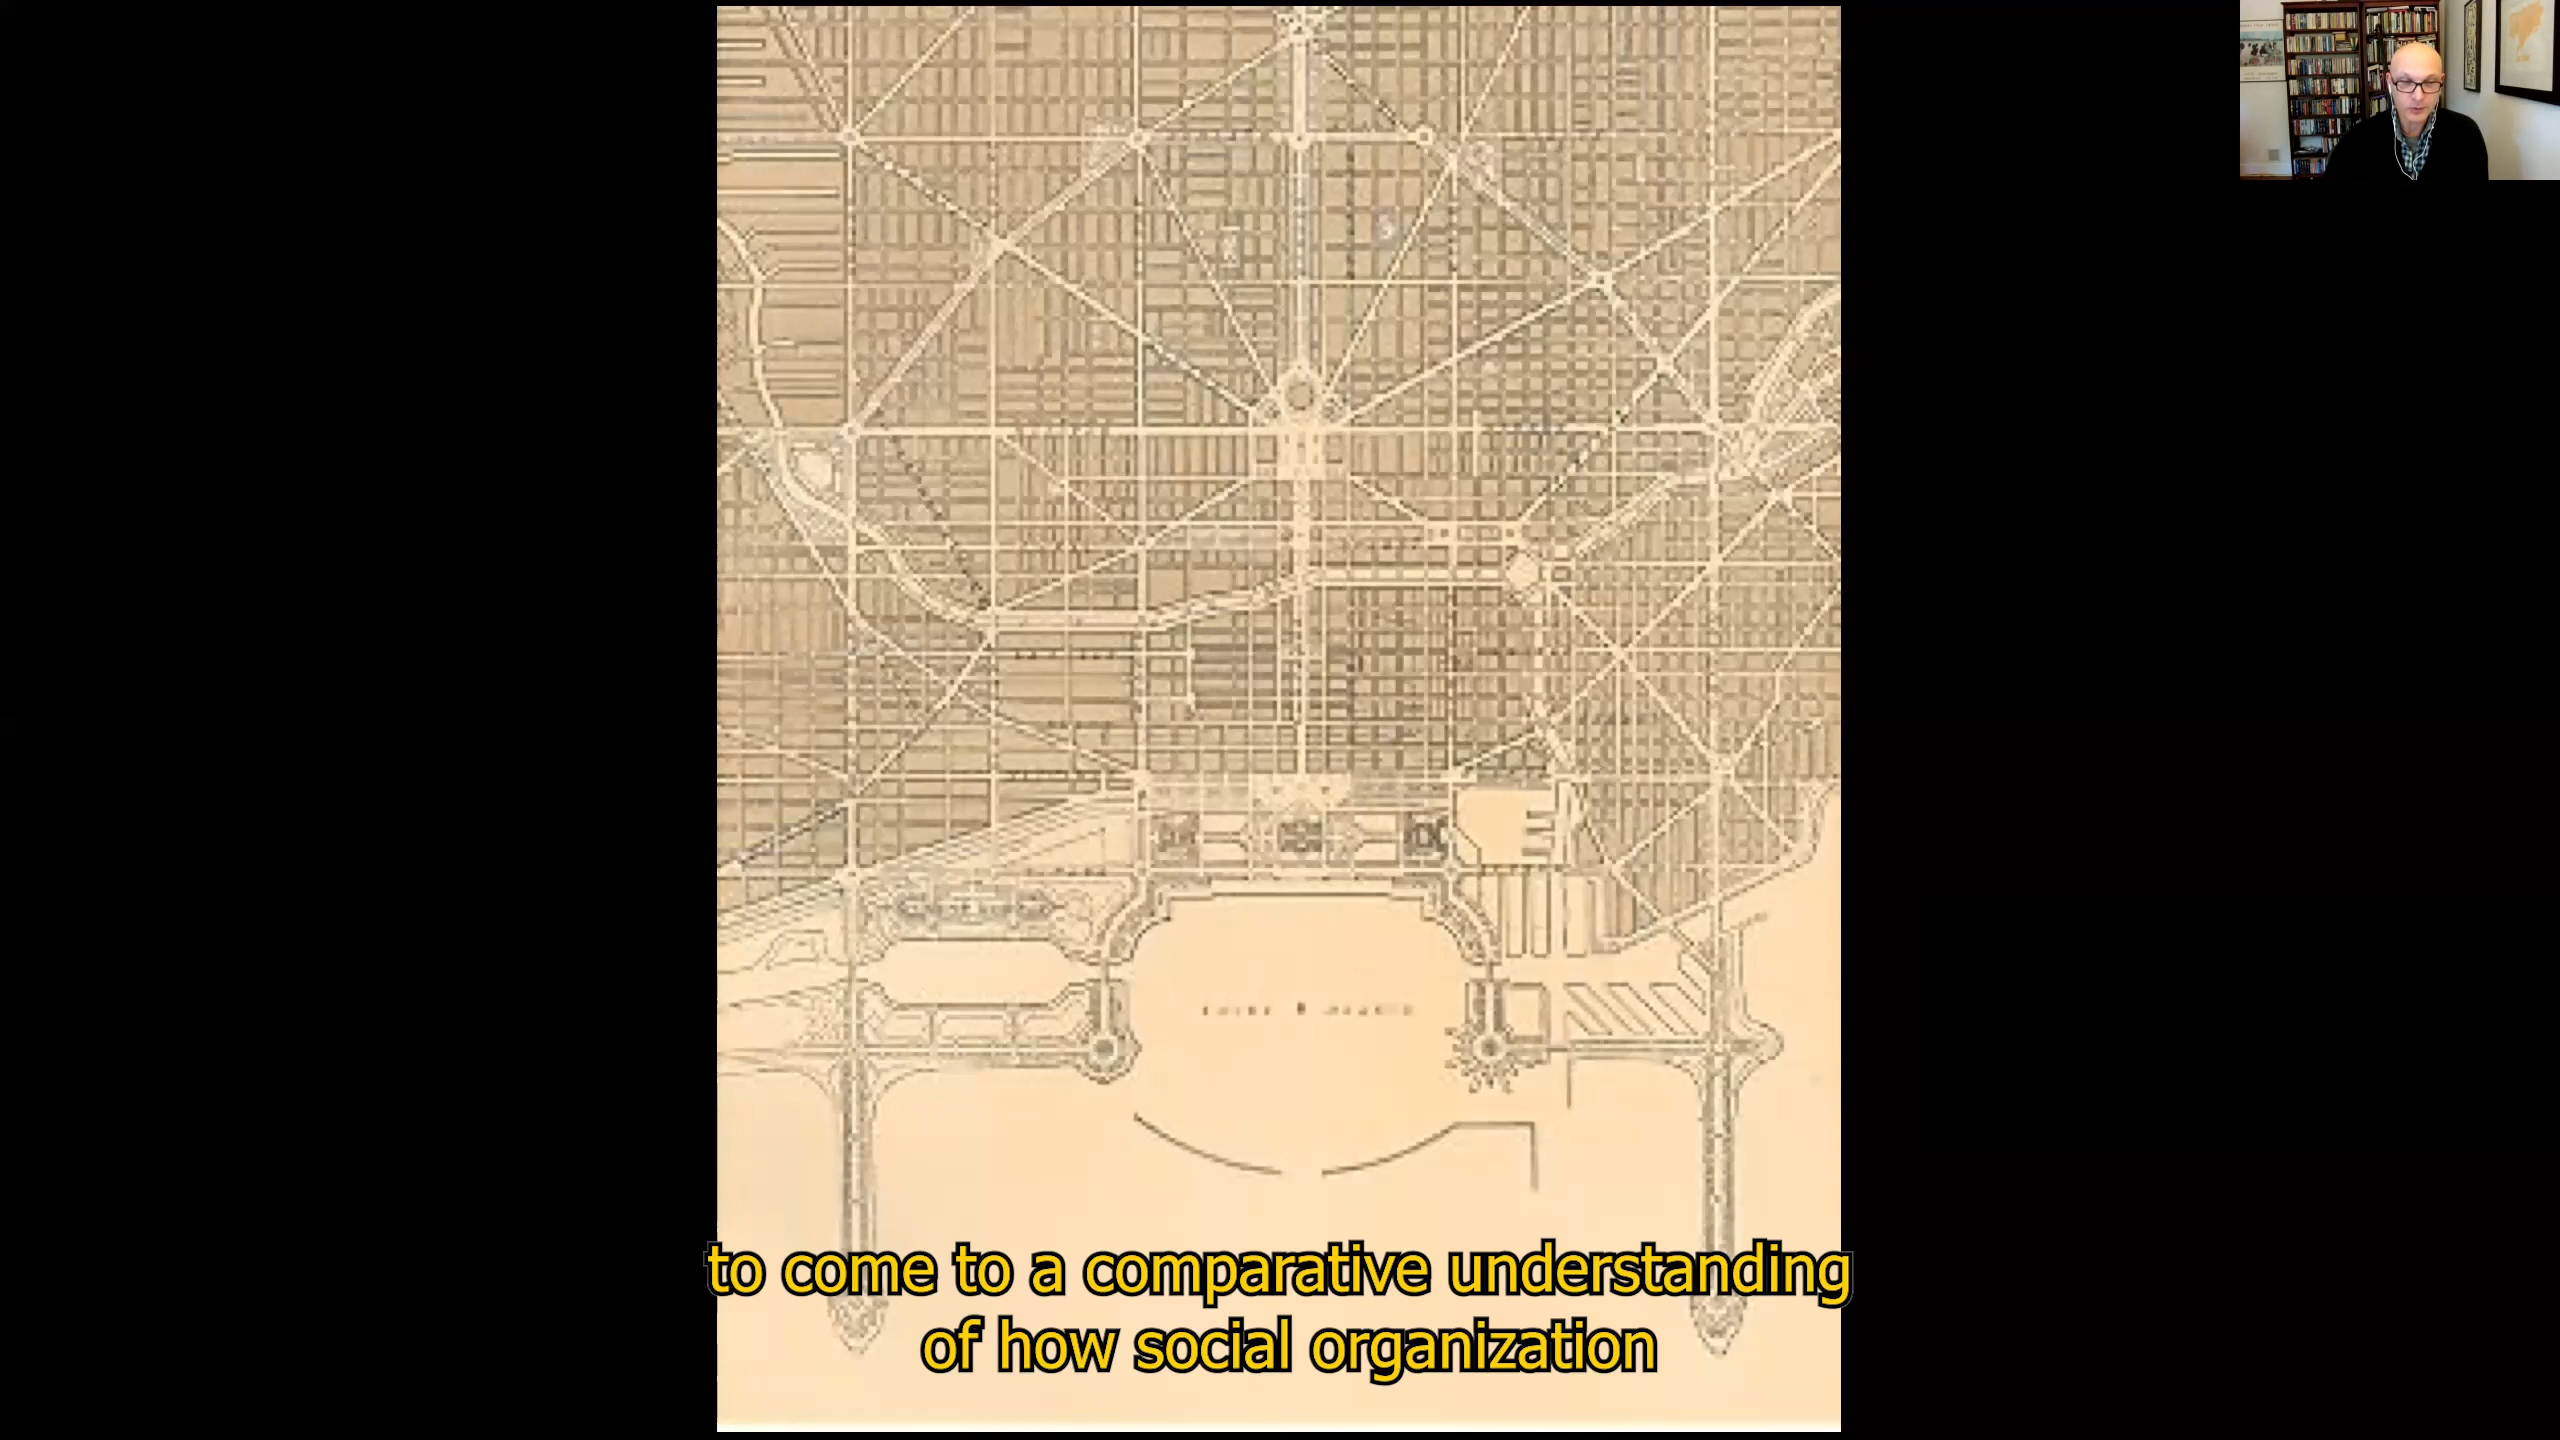 to come to a comparative understanding
of how social organization